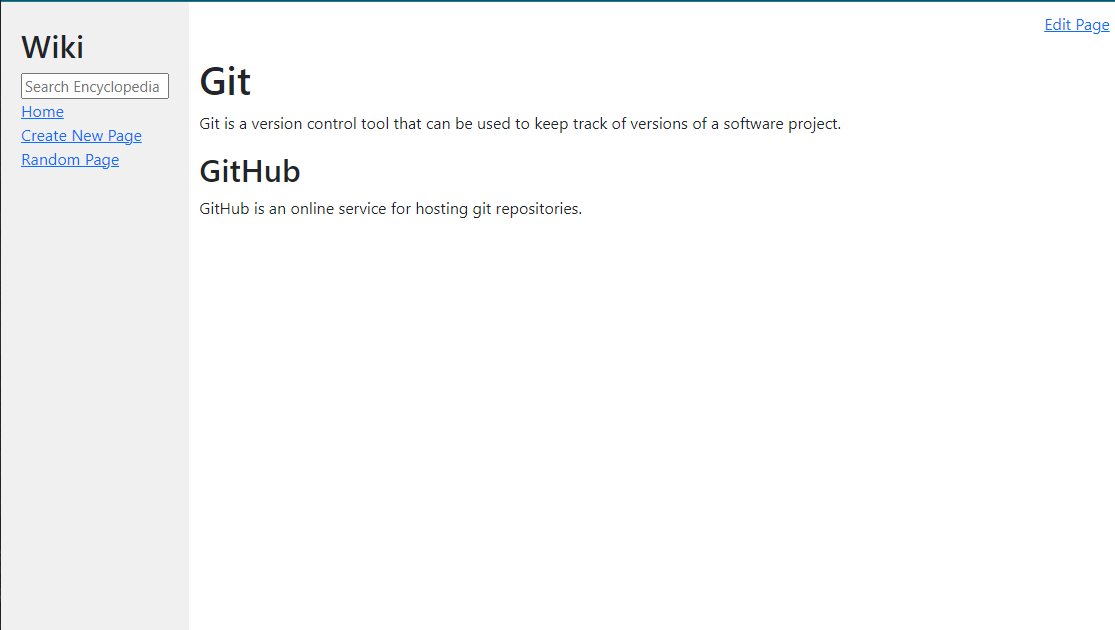 Wiki
Search Encyclopedia
Home
Create New Page
Random Page
Edit Page
Git
Git is a version control tool that can be used to keep track of versions of a software project.
GitHub
GitHub is an online service for hosting git repositories.